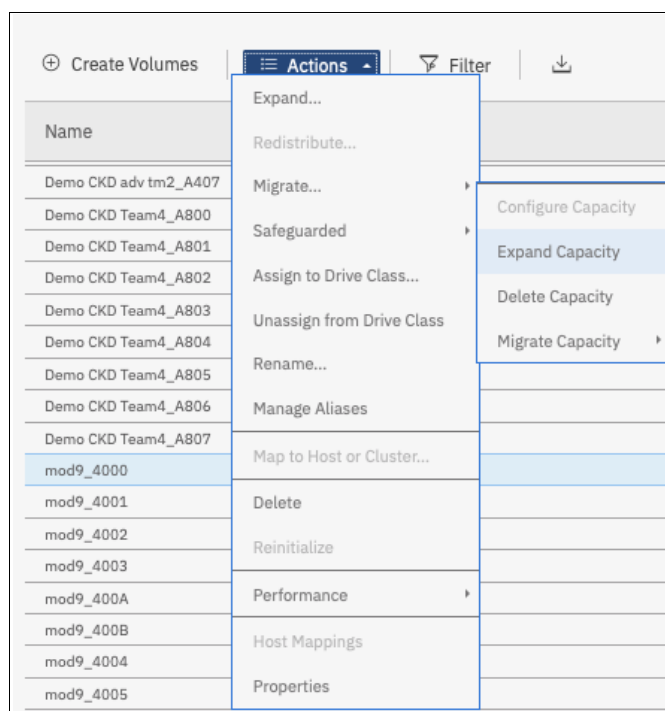 Create Volumes
Actions
Filter
Name
Demo CKD adv tm2_A407
Demo CKD Team4_A800
Demo CKD Team4_A801
Demo CKD Team4_A802
Demo CKD Team4_A803
Demo CKD Team4_A804
Demo CKD Team4_A805
Demo CKD Team4_A806
Demo CKD Team4_A807
mod9_4000
mod9_4001
mod9_4002
mod9_4003
mod9_400A
mod9_400B
mod9_4004
mod9_4005
Expand...
Redistribute...
Migrate...
Safeguarded
Assign to Drive Class...
Unassign from Drive Class
Rename...
Manage Aliases
Map to Host or Cluster...
Delete
Reinitialize
Performance
Host Mappings
Properties
Configure Capacity
Expand Capacity
Delete Capacity
Migrate Capacity